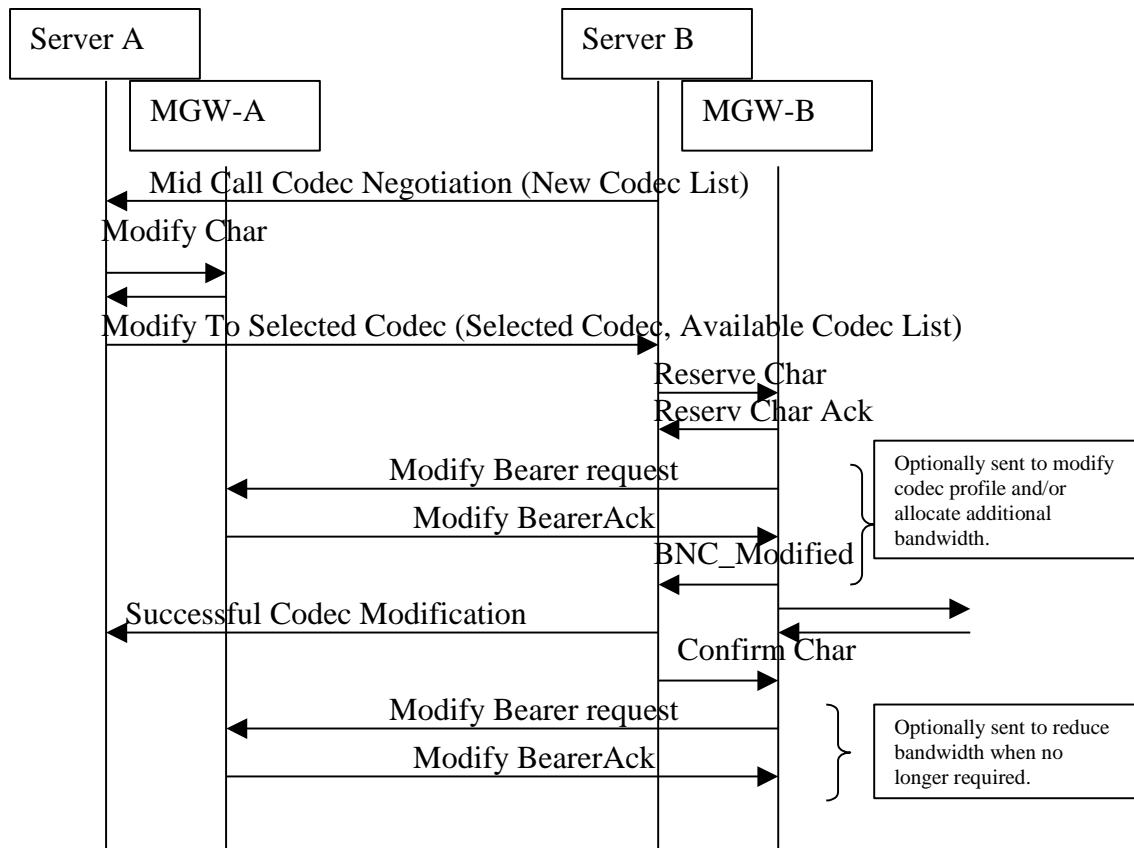 Server A
Server B
MGW-A
MGW-B
Mid Call Codec Negotiation (New Codec List)
Modify Char
Modify To Selected Codec (Selected Codec, Available Codec List)
Reserve Char
Reserv Char Ack
Modify Bearer request
Optionally sent to modify
codec profile and/or
allocate additional
bandwidth.
Modify BearerAck
BNC_Modified
Successful Codec Modification
Confirm Char
Modify Bearer request
Optionally sent to reduce
bandwidth when no
longer required.
Modify BearerAck